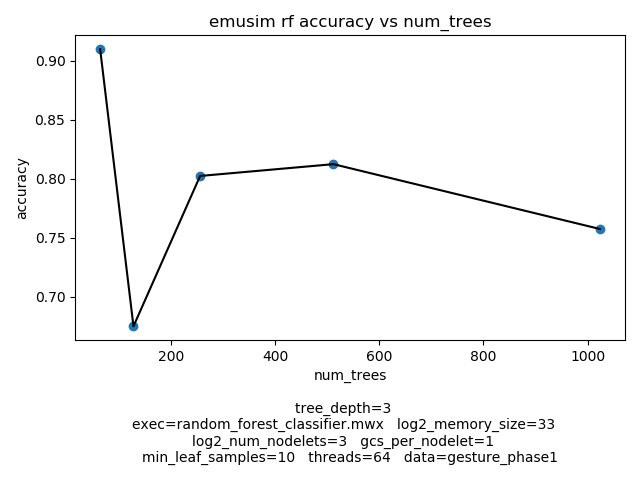 emusim rf accuracy vs num_trees
0.90
0.85
0.80
0.75
0.70
accuracy
200 400 600 800 1000
num_trees
tree_depth=3
exec=random_forest_classifier.mwx log2_memory_size=33
log2_num_nodelets=3 gcs_per_nodelet=1
min_leaf_samples=10 threads=64 data=gesture_phase1